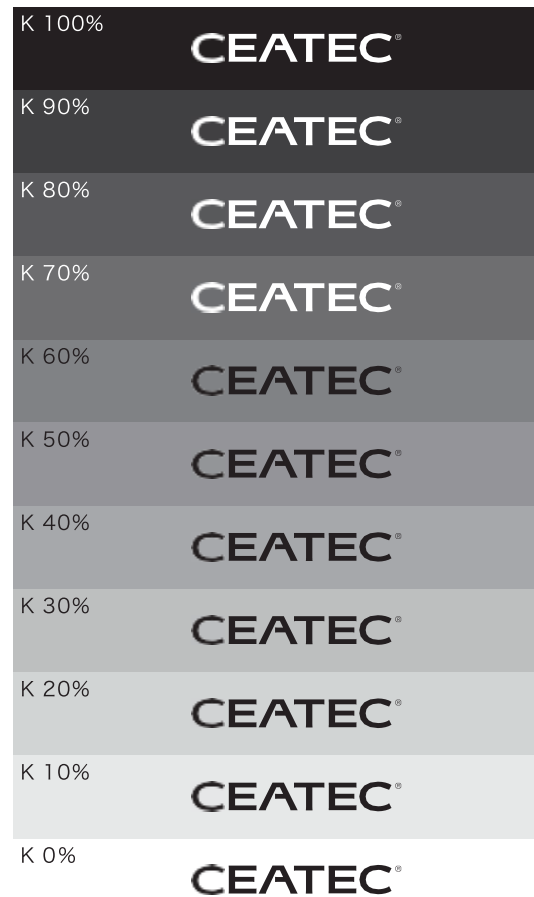 K 100%
CEATEC®
K 90%
CEATEC®
K 80%
CEATEC®
K 70%
CEATEC®
K 60%
CEATEC®
K 50%
CEATEC®
K 40%
CEATEC®
K 30%
CEATEC®
K 20%
CEATEC®
K 10%
CEATEC®
K 0%
CEATEC®